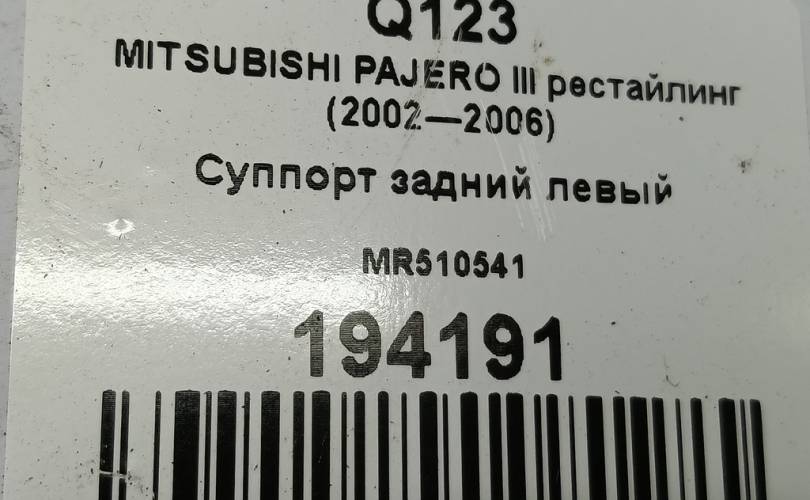 Q123
MITSUBISHI PAJERO III рестайлинг
(2002—2006)
Суппорт задний левый
MR510541
194191